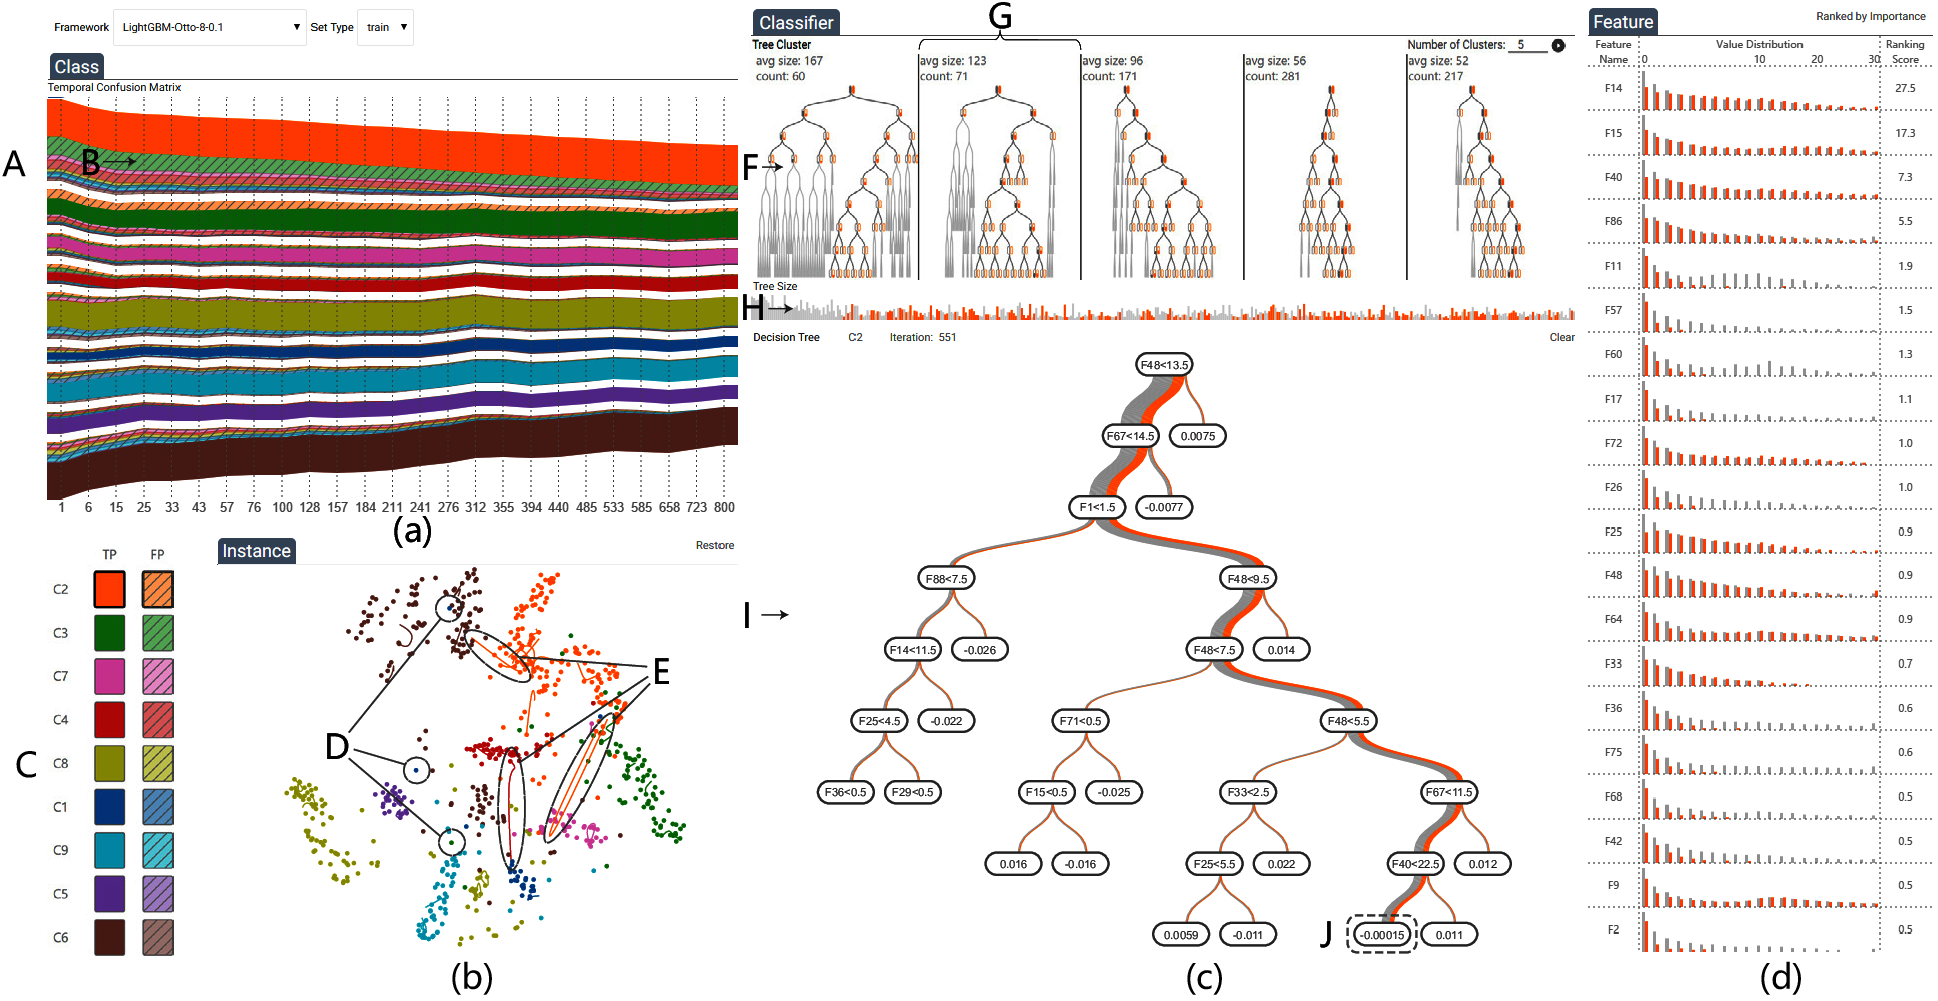 Framework LightGBM-Otto-8-0.1 ▼ Set Type train ▼
Class
Temporal Confusion Matrix
A
B
1 6 15 25 33 43 57 76 100 128 157 184 211 241 276 312 355 394 440 485 533 585 658 723 800
(a)
TP FP
C2
C3
C7
C4
C8
C1
C9
C5
C6
C
Instance
Restore
D
E
(b)
Classifier
G
Tree Cluster
Number of Clusters: 5
avg size: 167
count: 60
avg size: 123
count: 71
avg size: 96
count: 171
avg size: 56
count: 281
avg size: 52
count: 217
F
Tree Size
H
Decision Tree C2 Iteration: 551
Clear
F48<13.5
F67<14.5 0.0075
F1<1.5 -0.0077
F88<7.5 F48<9.5
I
F14<11.5 -0.026 F48<7.5 0.014
F25<4.5 -0.022 F71<0.5 F48<5.5
F36<0.5 F29<0.5 F15<0.5 -0.025 F33<2.5 F67<11.5
0.016 -0.016 F25<5.5 0.022 F40<22.5 0.012
0.0059 -0.011 J -0.00015 0.011
(c)
Feature
Ranked by Importance
Feature Name
Value Distribution
Ranking Score
0 10 20 30
F14 27.5
F15 17.3
F40 7.3
F86 5.5
F11 1.9
F57 1.5
F60 1.3
F17 1.1
F72 1.0
F26 1.0
F25 0.9
F48 0.9
F64 0.9
F33 0.7
F36 0.6
F75 0.6
F68 0.5
F42 0.5
F9 0.5
F2 0.5
(d)